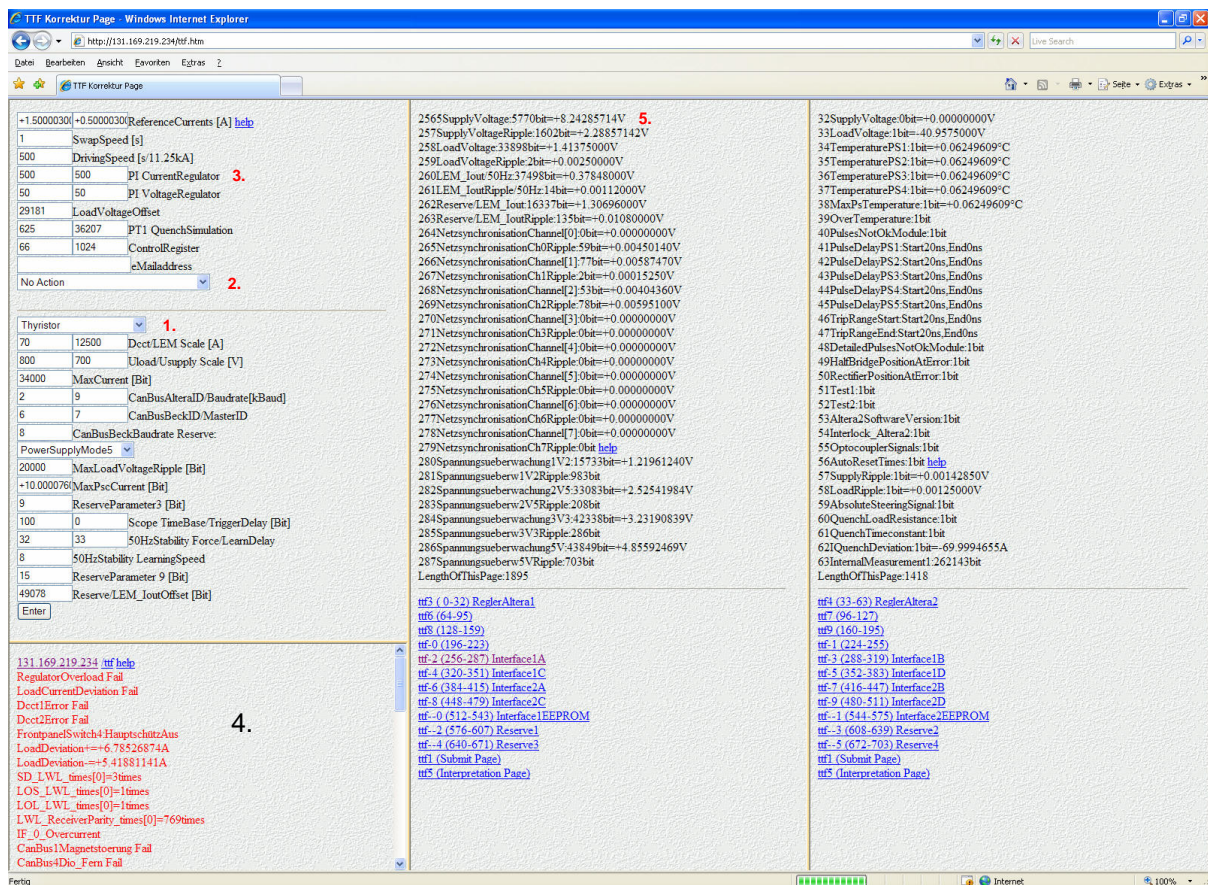 TTF Korrektur Page - Windows Internet Explorer
http://131.169.219.234/ttf.htm
Live Search
Datei Bearbeiten Ansicht Favoriten Extras ?
TTF Korrektur Page
Seite Extras
+1.5000300 +0.5000300 ReferenceCurrents [A] help
1 SwapSpeed [s]
500 DrivingSpeed [s/11.25kA]
500 500 PI CurrentRegulator 3.
50 50 PI VoltageRegulator
29181 LoadVoltageOffset
625 36207 PT1 QuenchSimulation
66 1024 ControlRegister
eMailaddress
No Action 2.
Thyristor 1.
70 12500 Dcct/LEM Scale [A]
800 700 Uload/Usupply Scale [V]
34000 MaxCurrent [Bit]
2 9 CanBusAlteraID/Baudrate[kBaud]
6 7 CanBusBeckID/MasterID
8 CanBusBeckBaudrate Reserve:
PowerSupplyMode5
20000 MaxLoadVoltageRipple [Bit]
+10.0000760 MaxPscCurrent [Bit]
9 ReserveParameter3 [Bit]
100 0 Scope TimeBase/TriggerDelay [Bit]
32 33 50HzStability Force/LearnDelay
8 50HzStability LearningSpeed
15 ReserveParameter 9 [Bit]
49078 Reserve/LEM_IoutOffset [Bit]
Enter
131.169.219.234 /ttf help
RegulatorOverload Fail
LoadCurrentDeviation Fail
Dcct1Error Fail
Dcct2Error Fail
4.
FrontpanelSwitch4:HauptschützAus
LoadDeviation+=+6.78526874A
LoadDeviation-=+5.41881141A
SD_LWL_times[0]=3times
LOS_LWL_times[0]=1times
LOL_LWL_times[0]=1times
LWL_ReceiverParity_times[0]=769times
IF_0_Overcurrent
CanBus1Magnetstoerung Fail
CanBus4Dio_Fern Fail
2565SupplyVoltage:5770bit=+8.24285714V 5.
257SupplyVoltageRipple:1602bit=+2.28857142V
258LoadVoltage:33898bit=+1.41375000V
259LoadVoltageRipple:2bit=+0.00250000V
260LEM_Iout/50Hz:37498bit=+0.37848000V
261LEM_IoutRipple/50Hz:14bit=+0.00112000V
262Reserve/LEM_Iout:16337bit=+1.30696000V
263Reserve/LEM_IoutRipple:135bit=+0.01080000V
264NetzsynchronisationChannel[0]:0bit=+0.00000000V
265NetzsynchronisationCh0Ripple:59bit=+0.00450140V
266NetzsynchronisationChannel[1]:77bit=+0.00587470V
267NetzsynchronisationCh1Ripple:2bit=+0.00015250V
268NetzsynchronisationChannel[2]:53bit=+0.00404360V
269NetzsynchronisationCh2Ripple:78bit=+0.00595100V
270NetzsynchronisationChannel[3]:0bit=+0.00000000V
271NetzsynchronisationCh3Ripple:0bit=+0.00000000V
272NetzsynchronisationChannel[4]:0bit=+0.00000000V
273NetzsynchronisationCh4Ripple:0bit=+0.00000000V
274NetzsynchronisationChannel[5]:0bit=+0.00000000V
275NetzsynchronisationCh5Ripple:0bit=+0.00000000V
276NetzsynchronisationChannel[6]:0bit=+0.00000000V
277NetzsynchronisationCh6Ripple:0bit=+0.00000000V
278NetzsynchronisationChannel[7]:0bit=+0.00000000V
279NetzsynchronisationCh7Ripple:0bit help
280Spannungsueberwachung1V2:15733bit=+1.21961240V
281Spannungsueberw1V2Ripple:983bit
282Spannungsueberwachung2V5:33083bit=+2.52541984V
283Spannungsueberw2V5Ripple:208bit
284Spannungsueberwachung3V3:42338bit=+3.23190839V
285Spannungsueberw3V3Ripple:286bit
286Spannungsueberwachung5V:43849bit=+4.85592469V
287Spannungsueberw5VRipple:703bit
LengthOfThisPage:1895
ttf3 ( 0-32) ReglerAltera1
ttf6 (64-95)
ttf8 (128-159)
ttf-0 (196-223)
ttf-2 (256-287) Interface1A
ttf-4 (320-351) Interface1C
ttf-6 (384-415) Interface2A
ttf-8 (448-479) Interface2C
ttf--0 (512-543) Interface1EEPROM
ttf--2 (576-607) Reserve1
ttf--4 (640-671) Reserve3
ttf1 (Submit Page)
ttf5 (Interpretation Page)
32SupplyVoltage:0bit=+0.00000000V
33LoadVoltage:1bit=-40.9575000V
34TemperaturePS1:1bit=+0.06249609°C
35TemperaturePS2:1bit=+0.06249609°C
36TemperaturePS3:1bit=+0.06249609°C
37TemperaturePS4:1bit=+0.06249609°C
38MaxPsTemperature:1bit=+0.06249609°C
39OverTemperature:1bit
40PulsesNotOkModule:1bit
41PulseDelayPS1:Start20ns,End0ns
42PulseDelayPS2:Start20ns,End0ns
43PulseDelayPS3:Start20ns,End0ns
44PulseDelayPS4:Start20ns,End0ns
45PulseDelayPS5:Start20ns,End0ns
46TripRangeStart:Start20ns,End0ns
47TripRangeEnd:Start20ns,End0ns
48DetailedPulsesNotOkModule:1bit
49HalfBridgePositionAtError:1bit
50RectifierPositionAtError:1bit
51Test1:1bit
52Test2:1bit
53Altera2SoftwareVersion:1bit
54Interlock_Altera2:1bit
55OptocouplerSignals:1bit
56AutoResetTimes:1bit help
57SupplyRipple:1bit=+0.00142850V
58LoadRipple:1bit=+0.00125000V
59AbsoluteSteeringSignal:1bit
60QuenchLoadResistance:1bit
61QuenchTimeconstant:1bit
62IQuenchDeviation:1bit=-69.9994655A
63InternalMeasurement1:262143bit
LengthOfThisPage:1418
ttf4 (33-63) ReglerAltera2
ttf7 (96-127)
ttf9 (160-195)
ttf-1 (224-255)
ttf-3 (288-319) Interface1B
ttf-5 (352-383) Interface1D
ttf-7 (416-447) Interface2B
ttf-9 (480-511) Interface2D
ttf--1 (544-575) Interface2EEPROM
ttf--3 (608-639) Reserve2
ttf--5 (672-703) Reserve4
ttf1 (Submit Page)
ttf5 (Interpretation Page)
Fertig
Internet
100%